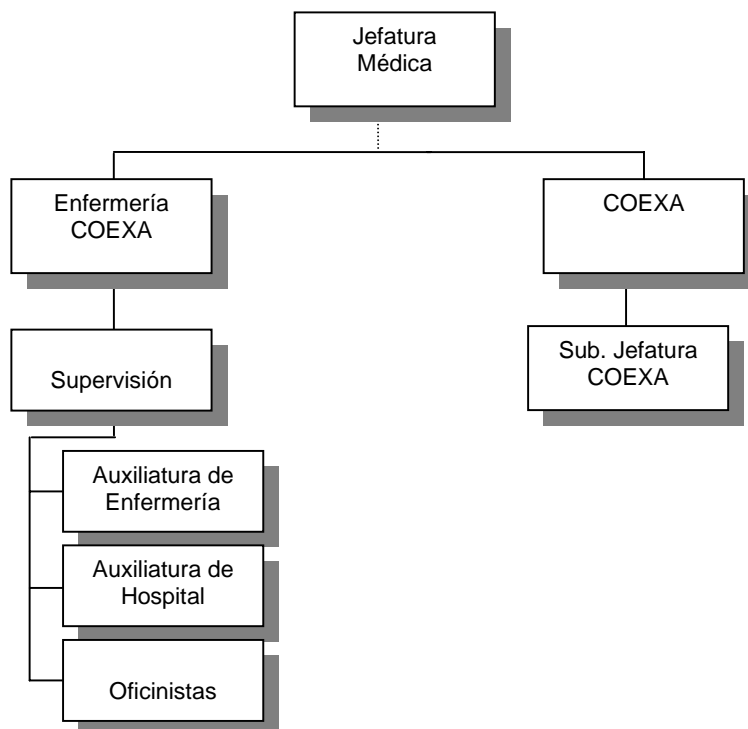 Jefatura
Médica
Enfermería
COEXA
COEXA
Supervisión
Sub. Jefatura
COEXA
Auxiliatura de
Enfermería
Auxiliatura de
Hospital
Oficinistas